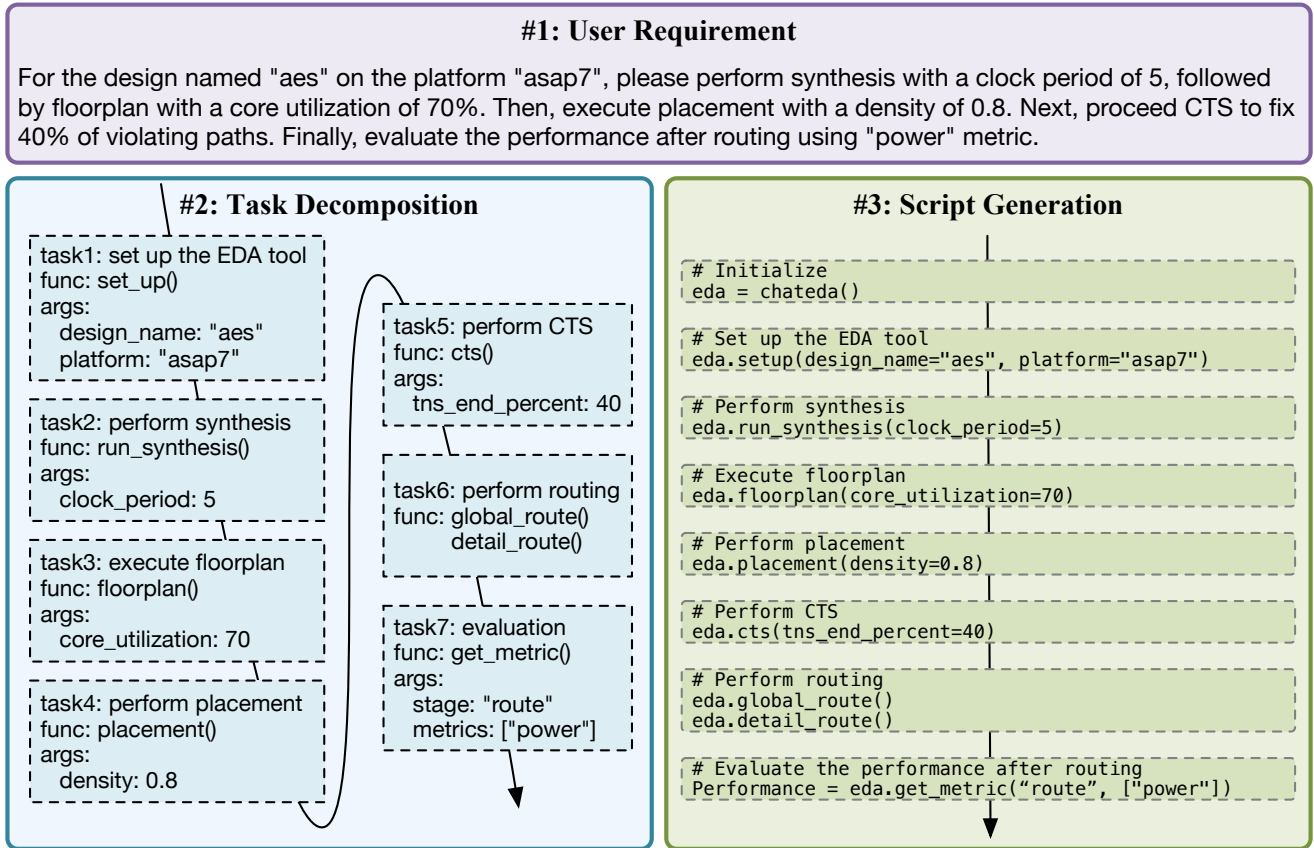 #1: User Requirement
For the design named "aes" on the platform "asap7", please perform synthesis with a clock period of 5, followed
by floorplan with a core utilization of 70%. Then, execute placement with a density of 0.8. Next, proceed CTS to fix
40% of violating paths. Finally, evaluate the performance after routing using "power" metric.
#2: Task Decomposition
task1: set up the EDA tool
func: set_up()
args:
design_name: "aes"
platform: "asap7"
task2: perform synthesis
func: run_synthesis()
args:
clock_period: 5
task3: execute floorplan
func: floorplan()
args:
core_utilization: 70
task4: perform placement
func: placement()
args:
density: 0.8
task5: perform CTS
func: cts()
args:
tns_end_percent: 40
task6: perform routing
func: global_route()
detail_route()
task7: evaluation
func: get_metric()
args:
stage: "route"
metrics: ["power"]
#3: Script Generation
# Initialize
eda = chateda()
# Set up the EDA tool
eda.setup(design_name="aes", platform="asap7")
# Perform synthesis
eda.run_synthesis(clock_period=5)
# Execute floorplan
eda.floorplan(core_utilization=70)
# Perform placement
eda.placement(density=0.8)
# Perform CTS
eda.cts(tns_end_percent=40)
# Perform routing
eda.global_route()
eda.detail_route()
# Evaluate the performance after routing
Performance = eda.get_metric(“route”, ["power"])